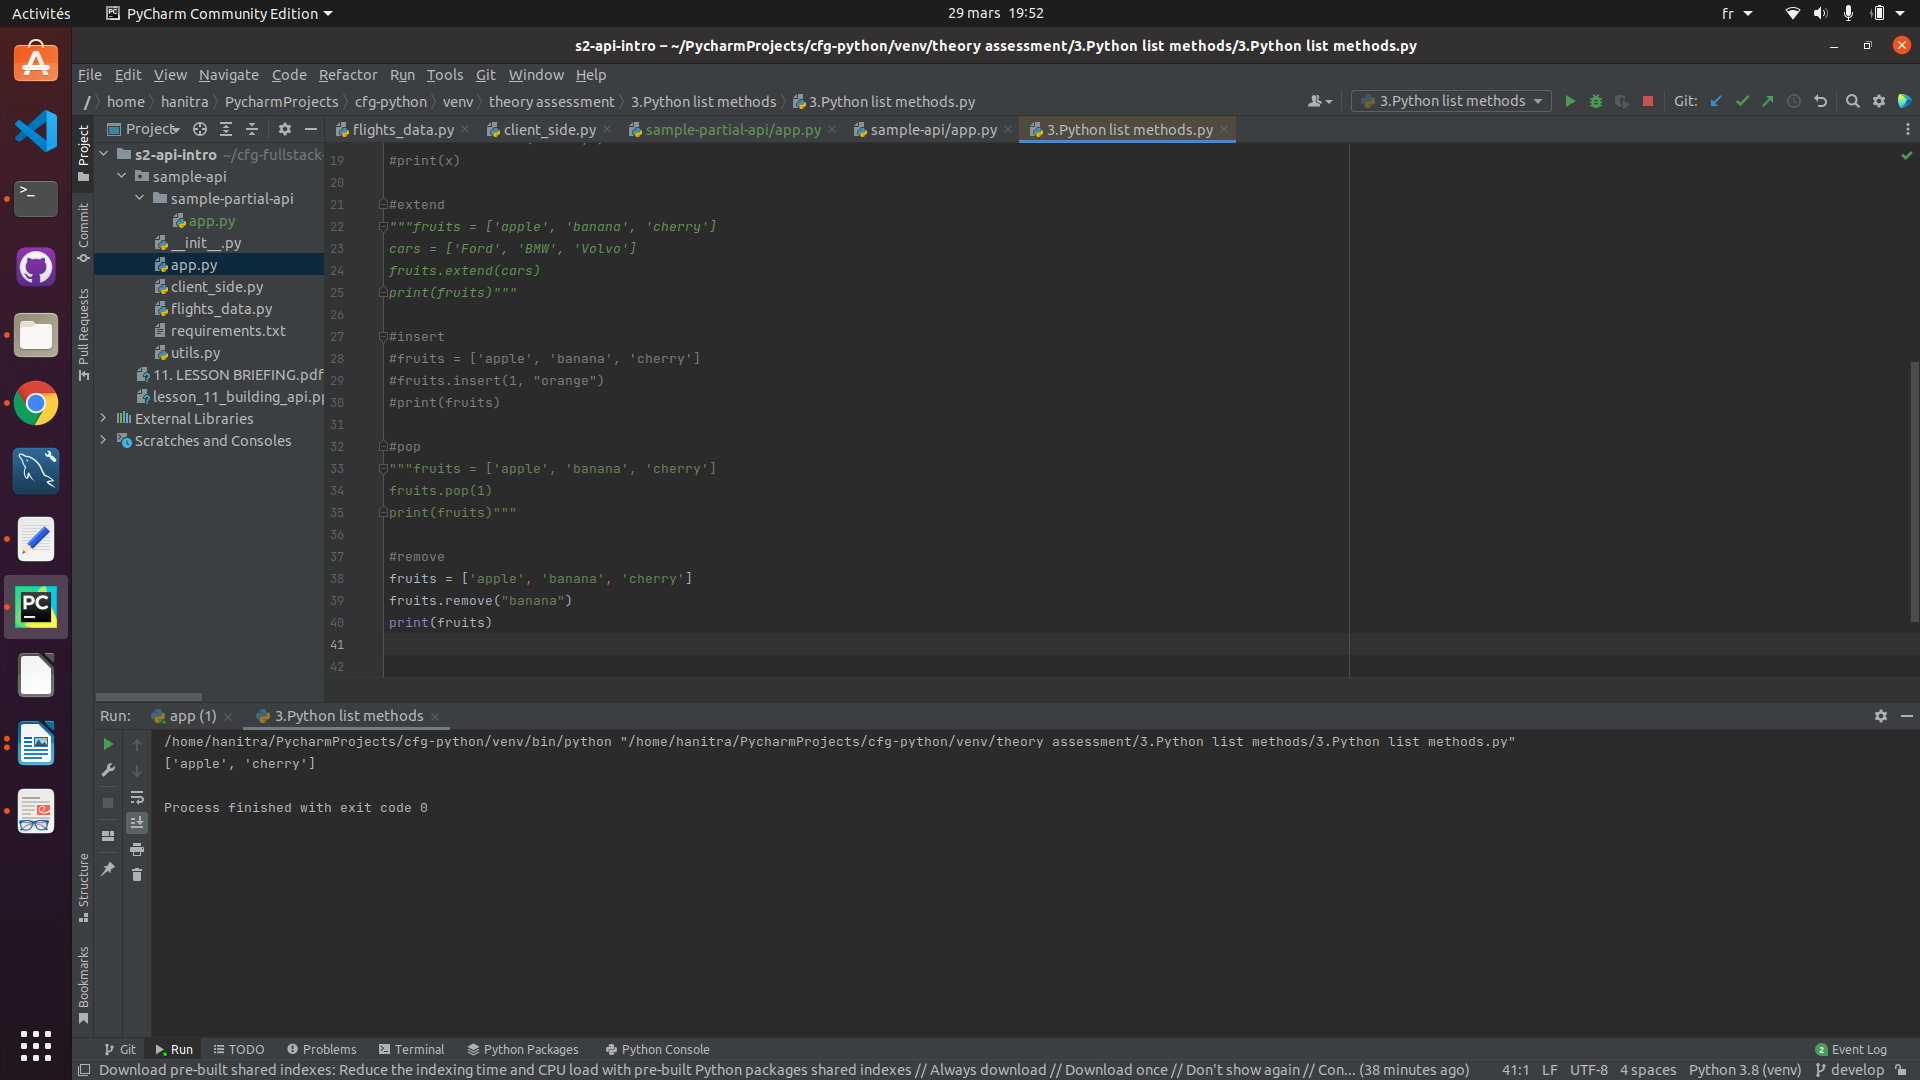 Activités
PyCharm Community Edition
29 mars 19:52
fr
s2-api-intro – ~/PycharmProjects/cfg-python/venv/theory assessment/3.Python list methods/3.Python list methods.py
File Edit View Navigate Code Refactor Run Tools Git Window Help
/ home hanitra PycharmProjects cfg-python venv theory assessment 3.Python list methods 3.Python list methods.py
3.Python list methods
Git:
Project
flights_data.py
client_side.py
sample-partial-api/app.py
sample-api/app.py
3.Python list methods.py
Project
Commit
Pull Requests
Structure
Bookmarks
s2-api-intro ~/cfg-fullstack
sample-api
sample-partial-api
app.py
__init__.py
app.py
client_side.py
flights_data.py
requirements.txt
utils.py
11. LESSON BRIEFING.pdf
lesson_11_building_api.pp
External Libraries
Scratches and Consoles
19 #print(x)
20
21 #extend
22 """fruits = ['apple', 'banana', 'cherry']
23 cars = ['Ford', 'BMW', 'Volvo']
24 fruits.extend(cars)
25 print(fruits)"""
26
27 #insert
28 #fruits = ['apple', 'banana', 'cherry']
29 #fruits.insert(1, "orange")
30 #print(fruits)
31
32 #pop
33 """fruits = ['apple', 'banana', 'cherry']
34 fruits.pop(1)
35 print(fruits)"""
36
37 #remove
38 fruits = ['apple', 'banana', 'cherry']
39 fruits.remove("banana")
40 print(fruits)
41
42
Run: app (1) 3.Python list methods
/home/hanitra/PycharmProjects/cfg-python/venv/bin/python "/home/hanitra/PycharmProjects/cfg-python/venv/theory assessment/3.Python list methods/3.Python list methods.py"
['apple', 'cherry']
Process finished with exit code 0
Git Run TODO Problems Terminal Python Packages Python Console
2 Event Log
Download pre-built shared indexes: Reduce the indexing time and CPU load with pre-built Python packages shared indexes // Always download // Download once // Don't show again // Con... (38 minutes ago)
41:1 LF UTF-8 4 spaces Python 3.8 (venv) develop